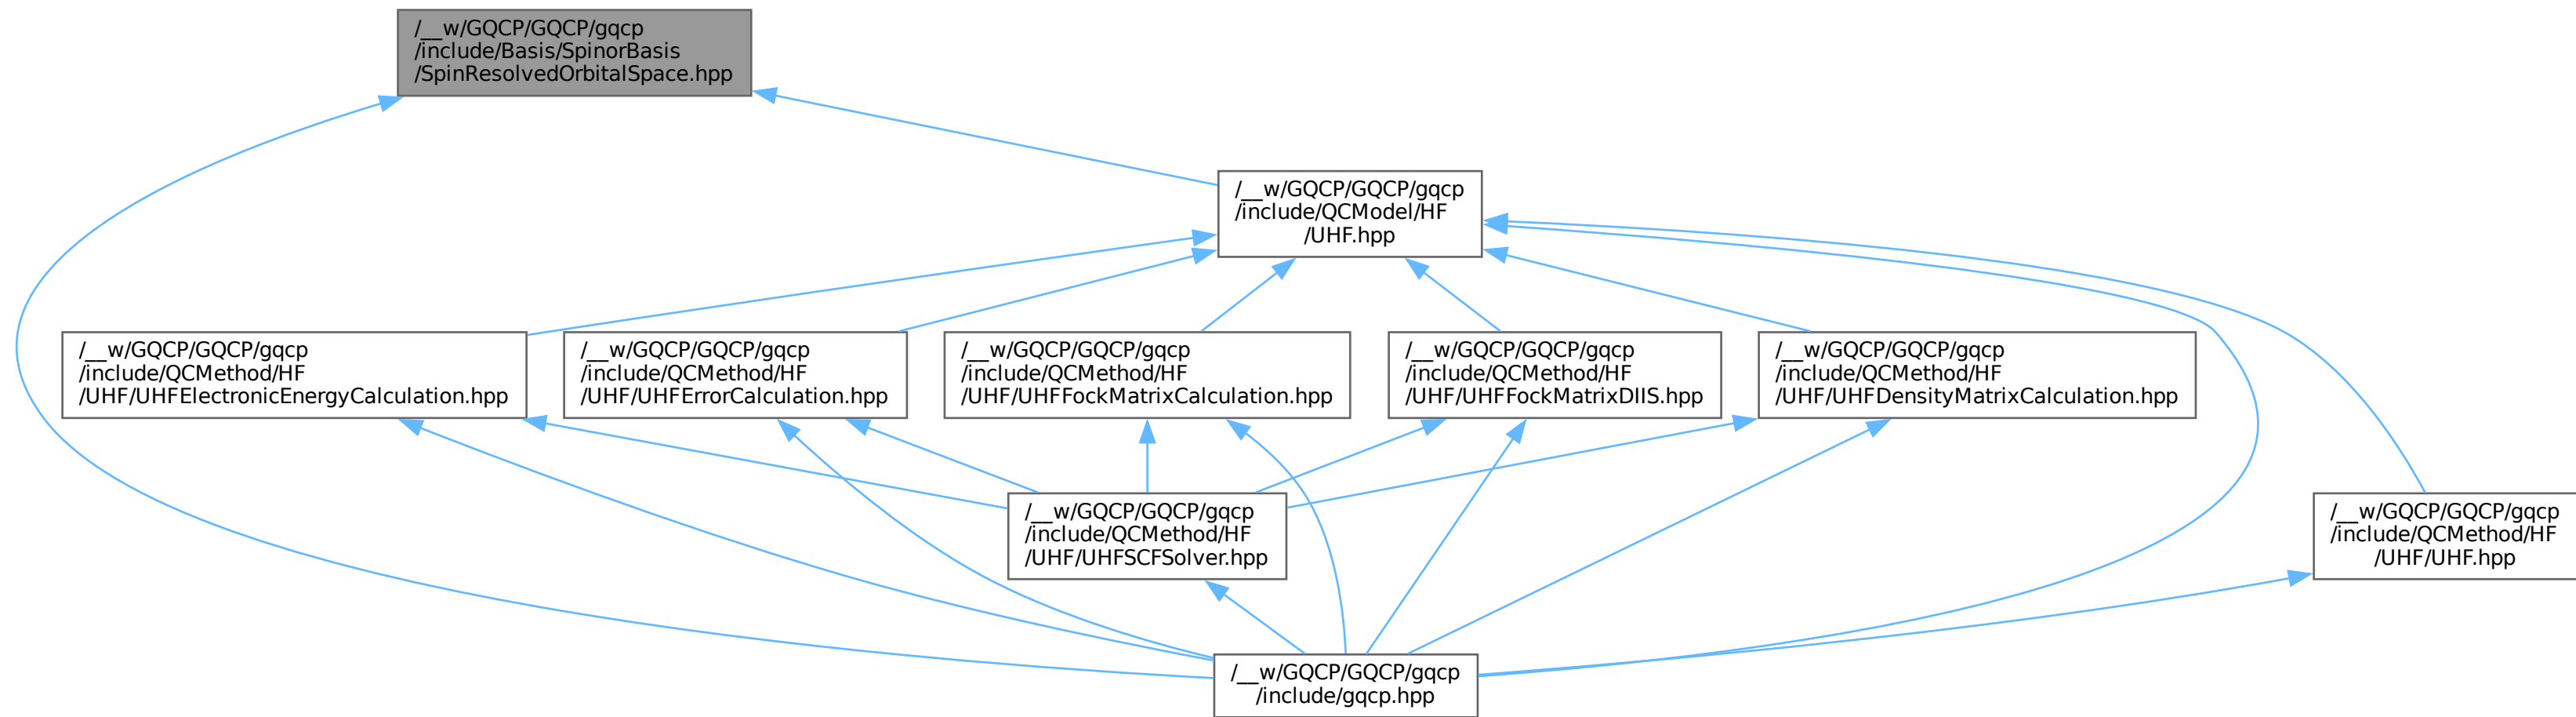 /__w/GQCP/GQCP/gqcp
/include/Basis/SpinorBasis
/SpinResolvedOrbitalSpace.hpp
/__w/GQCP/GQCP/gqcp
/include/QCModel/HF
/UHF.hpp
/__w/GQCP/GQCP/gqcp
/include/QCMethod/HF
/UHF/UHFElectronicEnergyCalculation.hpp
/__w/GQCP/GQCP/gqcp
/include/QCMethod/HF
/UHF/UHFErrorCalculation.hpp
/__w/GQCP/GQCP/gqcp
/include/QCMethod/HF
/UHF/UHFFockMatrixCalculation.hpp
/__w/GQCP/GQCP/gqcp
/include/QCMethod/HF
/UHF/UHFFockMatrixDIIS.hpp
/__w/GQCP/GQCP/gqcp
/include/QCMethod/HF
/UHF/UHFDensityMatrixCalculation.hpp
/__w/GQCP/GQCP/gqcp
/include/QCMethod/HF
/UHF/UHFSCFSolver.hpp
/__w/GQCP/GQCP/gqcp
/include/QCMethod/HF
/UHF/UHF.hpp
/__w/GQCP/GQCP/gqcp
/include/gqcp.hpp